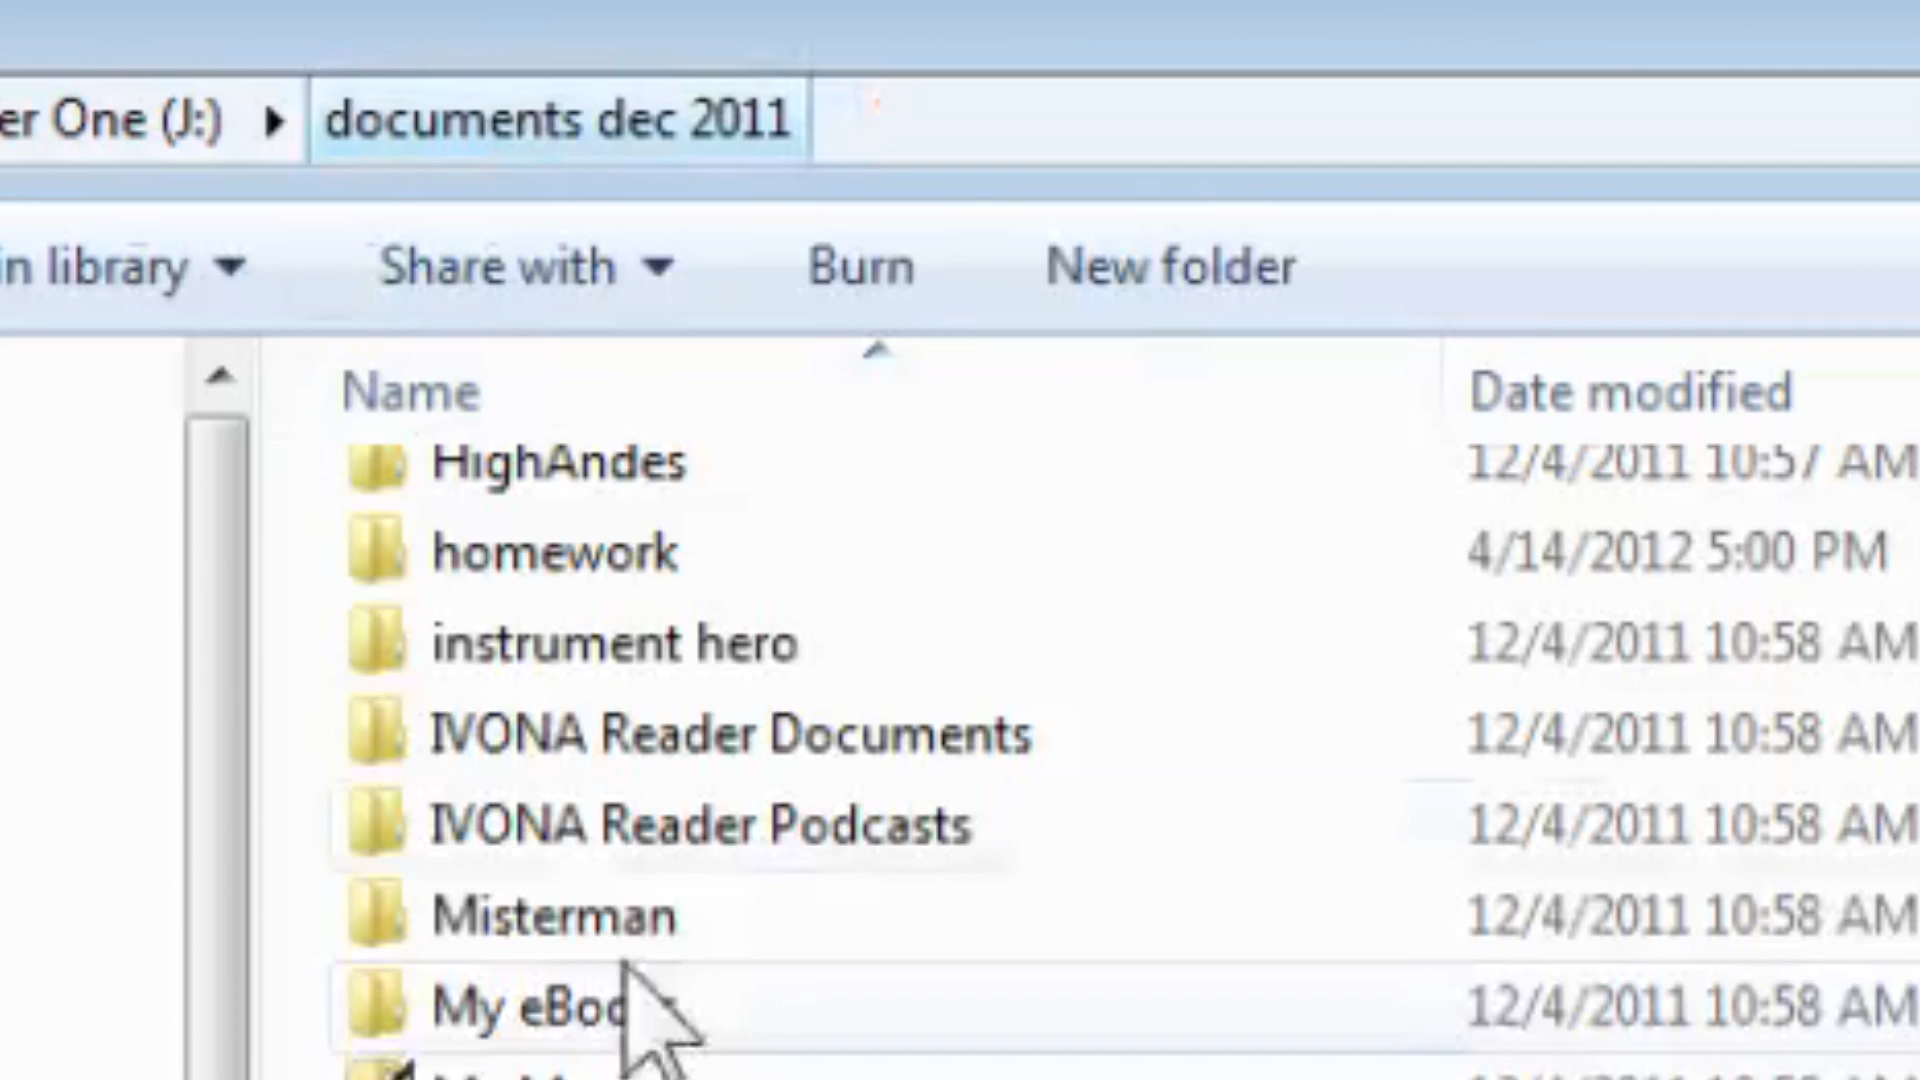 er One (J:) documents dec 2011
in library Share with Burn New folder
Name Date modified
HighAndes 12/4/2011 10:57 AM
homework 4/14/2012 5:00 PM
instrument hero 12/4/2011 10:58 AM
IVONA Reader Documents 12/4/2011 10:58 AM
IVONA Reader Podcasts 12/4/2011 10:58 AM
Misterman 12/4/2011 10:58 AM
My eBoo 12/4/2011 10:58 AM